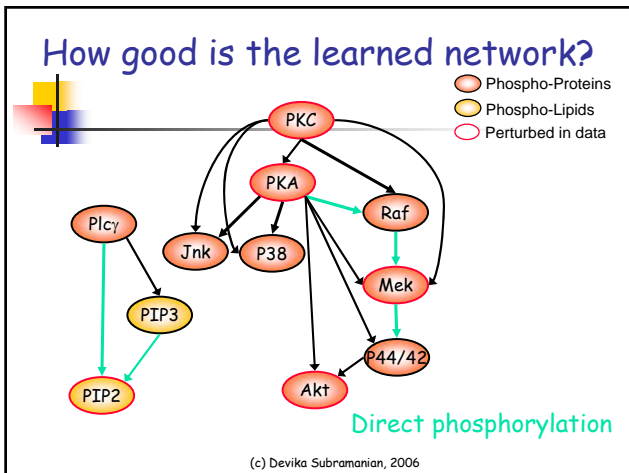 How good is the learned network?
Phospho-Proteins
Phospho-Lipids
Perturbed in data
PKC
PKA
Raf
Plcγ
Jnk
P38
Mek
PIP3
P44/42
Akt
PIP2
Direct phosphorylation
(c) Devika Subramanian, 2006